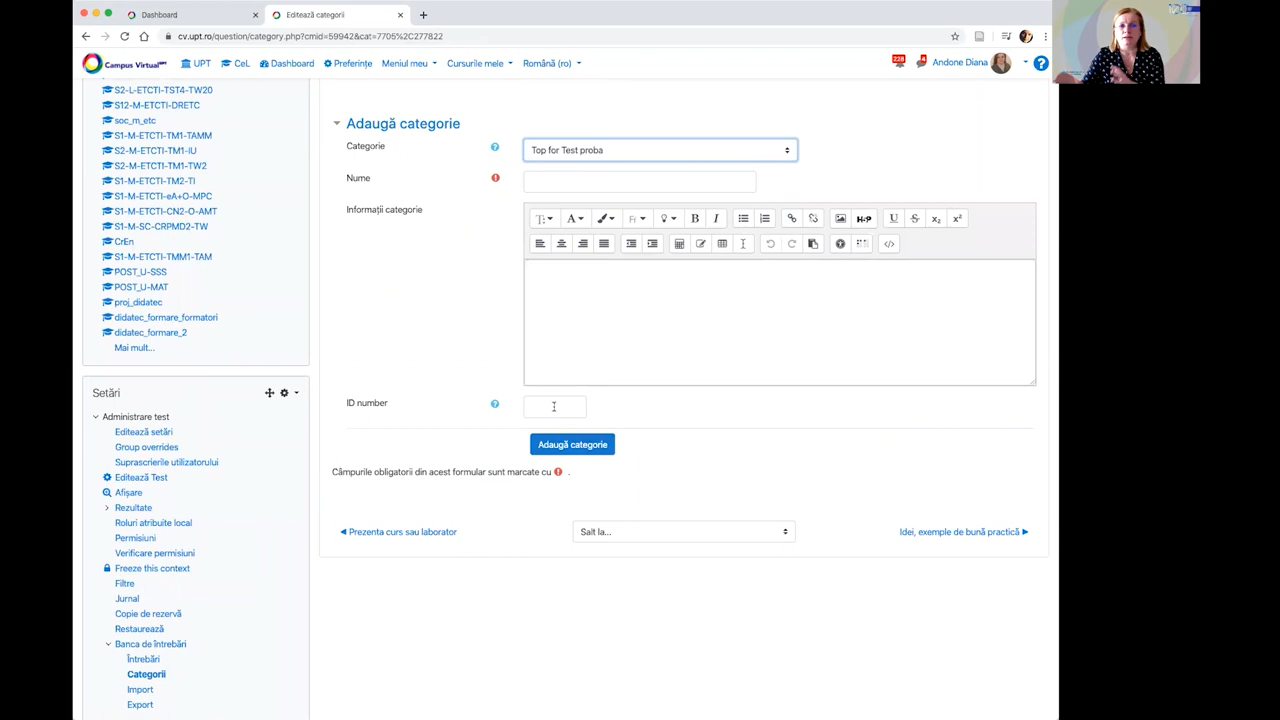 Dashboard
Editează categorii
cv.upt.ro/question/category.php?cmid=59942&cat=7705%2C277822
Campus Virtual UPT CeL Dashboard Preferințe Meniul meu Cursurile mele Română (ro) 228 4 Andone Diana
S2-L-ETCTI-TST4-TW20
S12-M-ETCTI-DRETC
soc_m_etc
S1-M-ETCTI-TM1-TAMM
S2-M-ETCTI-TM1-IU
S2-M-ETCTI-TM1-TW2
S1-M-ETCTI-TM2-TI
S1-M-ETCTI-eA+O-MPC
S1-M-ETCTI-CN2-O-AMT
S1-M-SC-CRPMD2-TW
CrEn
S1-M-ETCTI-TMM1-TAM
POST_U-SSS
POST_U-MAT
proj_didatec
didatec_formare_formatori
didatec_formare_2
Mai mult...
Setări
Administrare test
Editează setări
Group overrides
Suprascrierile utilizatorului
Editează Test
Afișare
Rezultate
Roluri atribuite local
Permisiuni
Verificare permisiuni
Freeze this context
Filtre
Jurnal
Copie de rezervă
Restaurează
Banca de întrebări
Întrebări
Categorii
Import
Export
Adaugă categorie
Categorie
Top for Test proba
Nume
Informații categorie
H-P
ID number
Adaugă categorie
Câmpurile obligatorii din acest formular sunt marcate cu .
◄ Prezenta curs sau laborator
Salt la...
Idei, exemple de bună practică ►